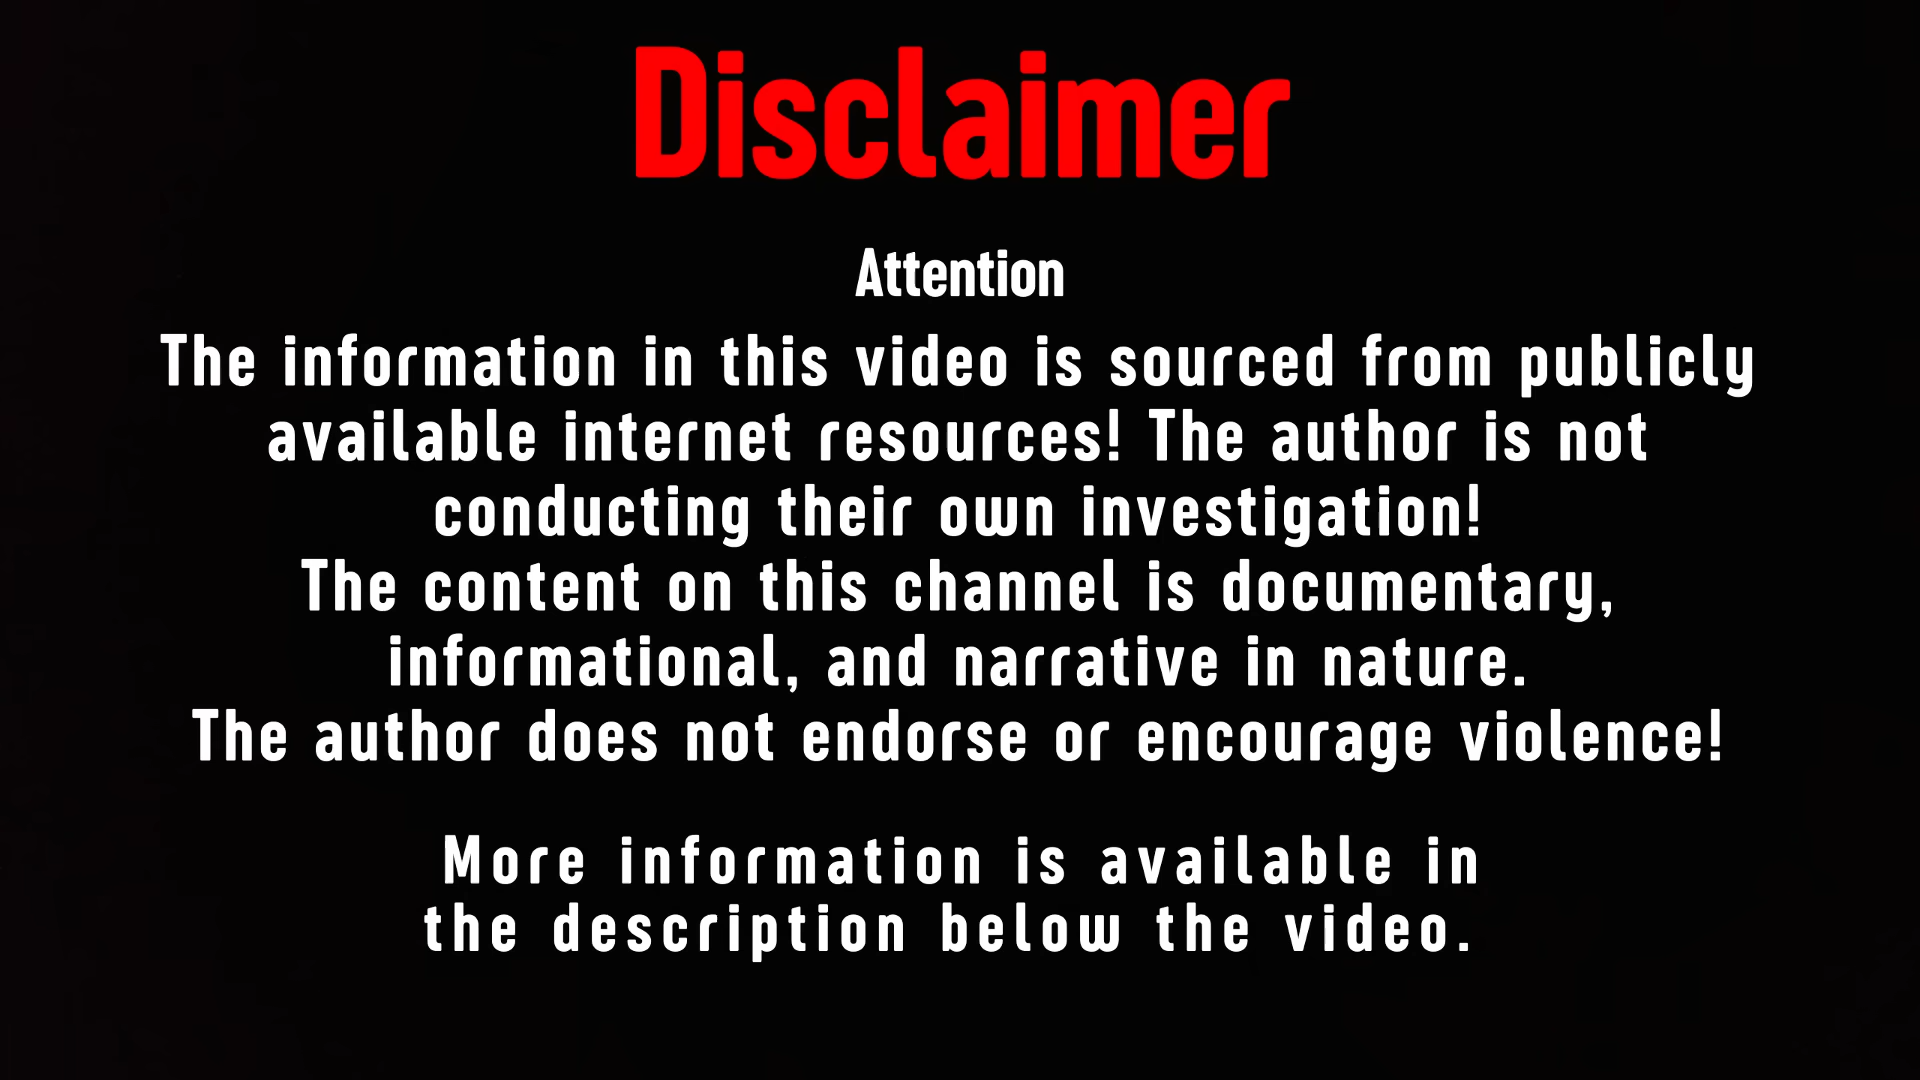 Disclaimer
Attention
The information in this video is sourced from publicly
available internet resources! The author is not
conducting their own investigation!
The content on this channel is documentary,
informational, and narrative in nature.
The author does not endorse or encourage violence!
More information is available in
the description below the video.